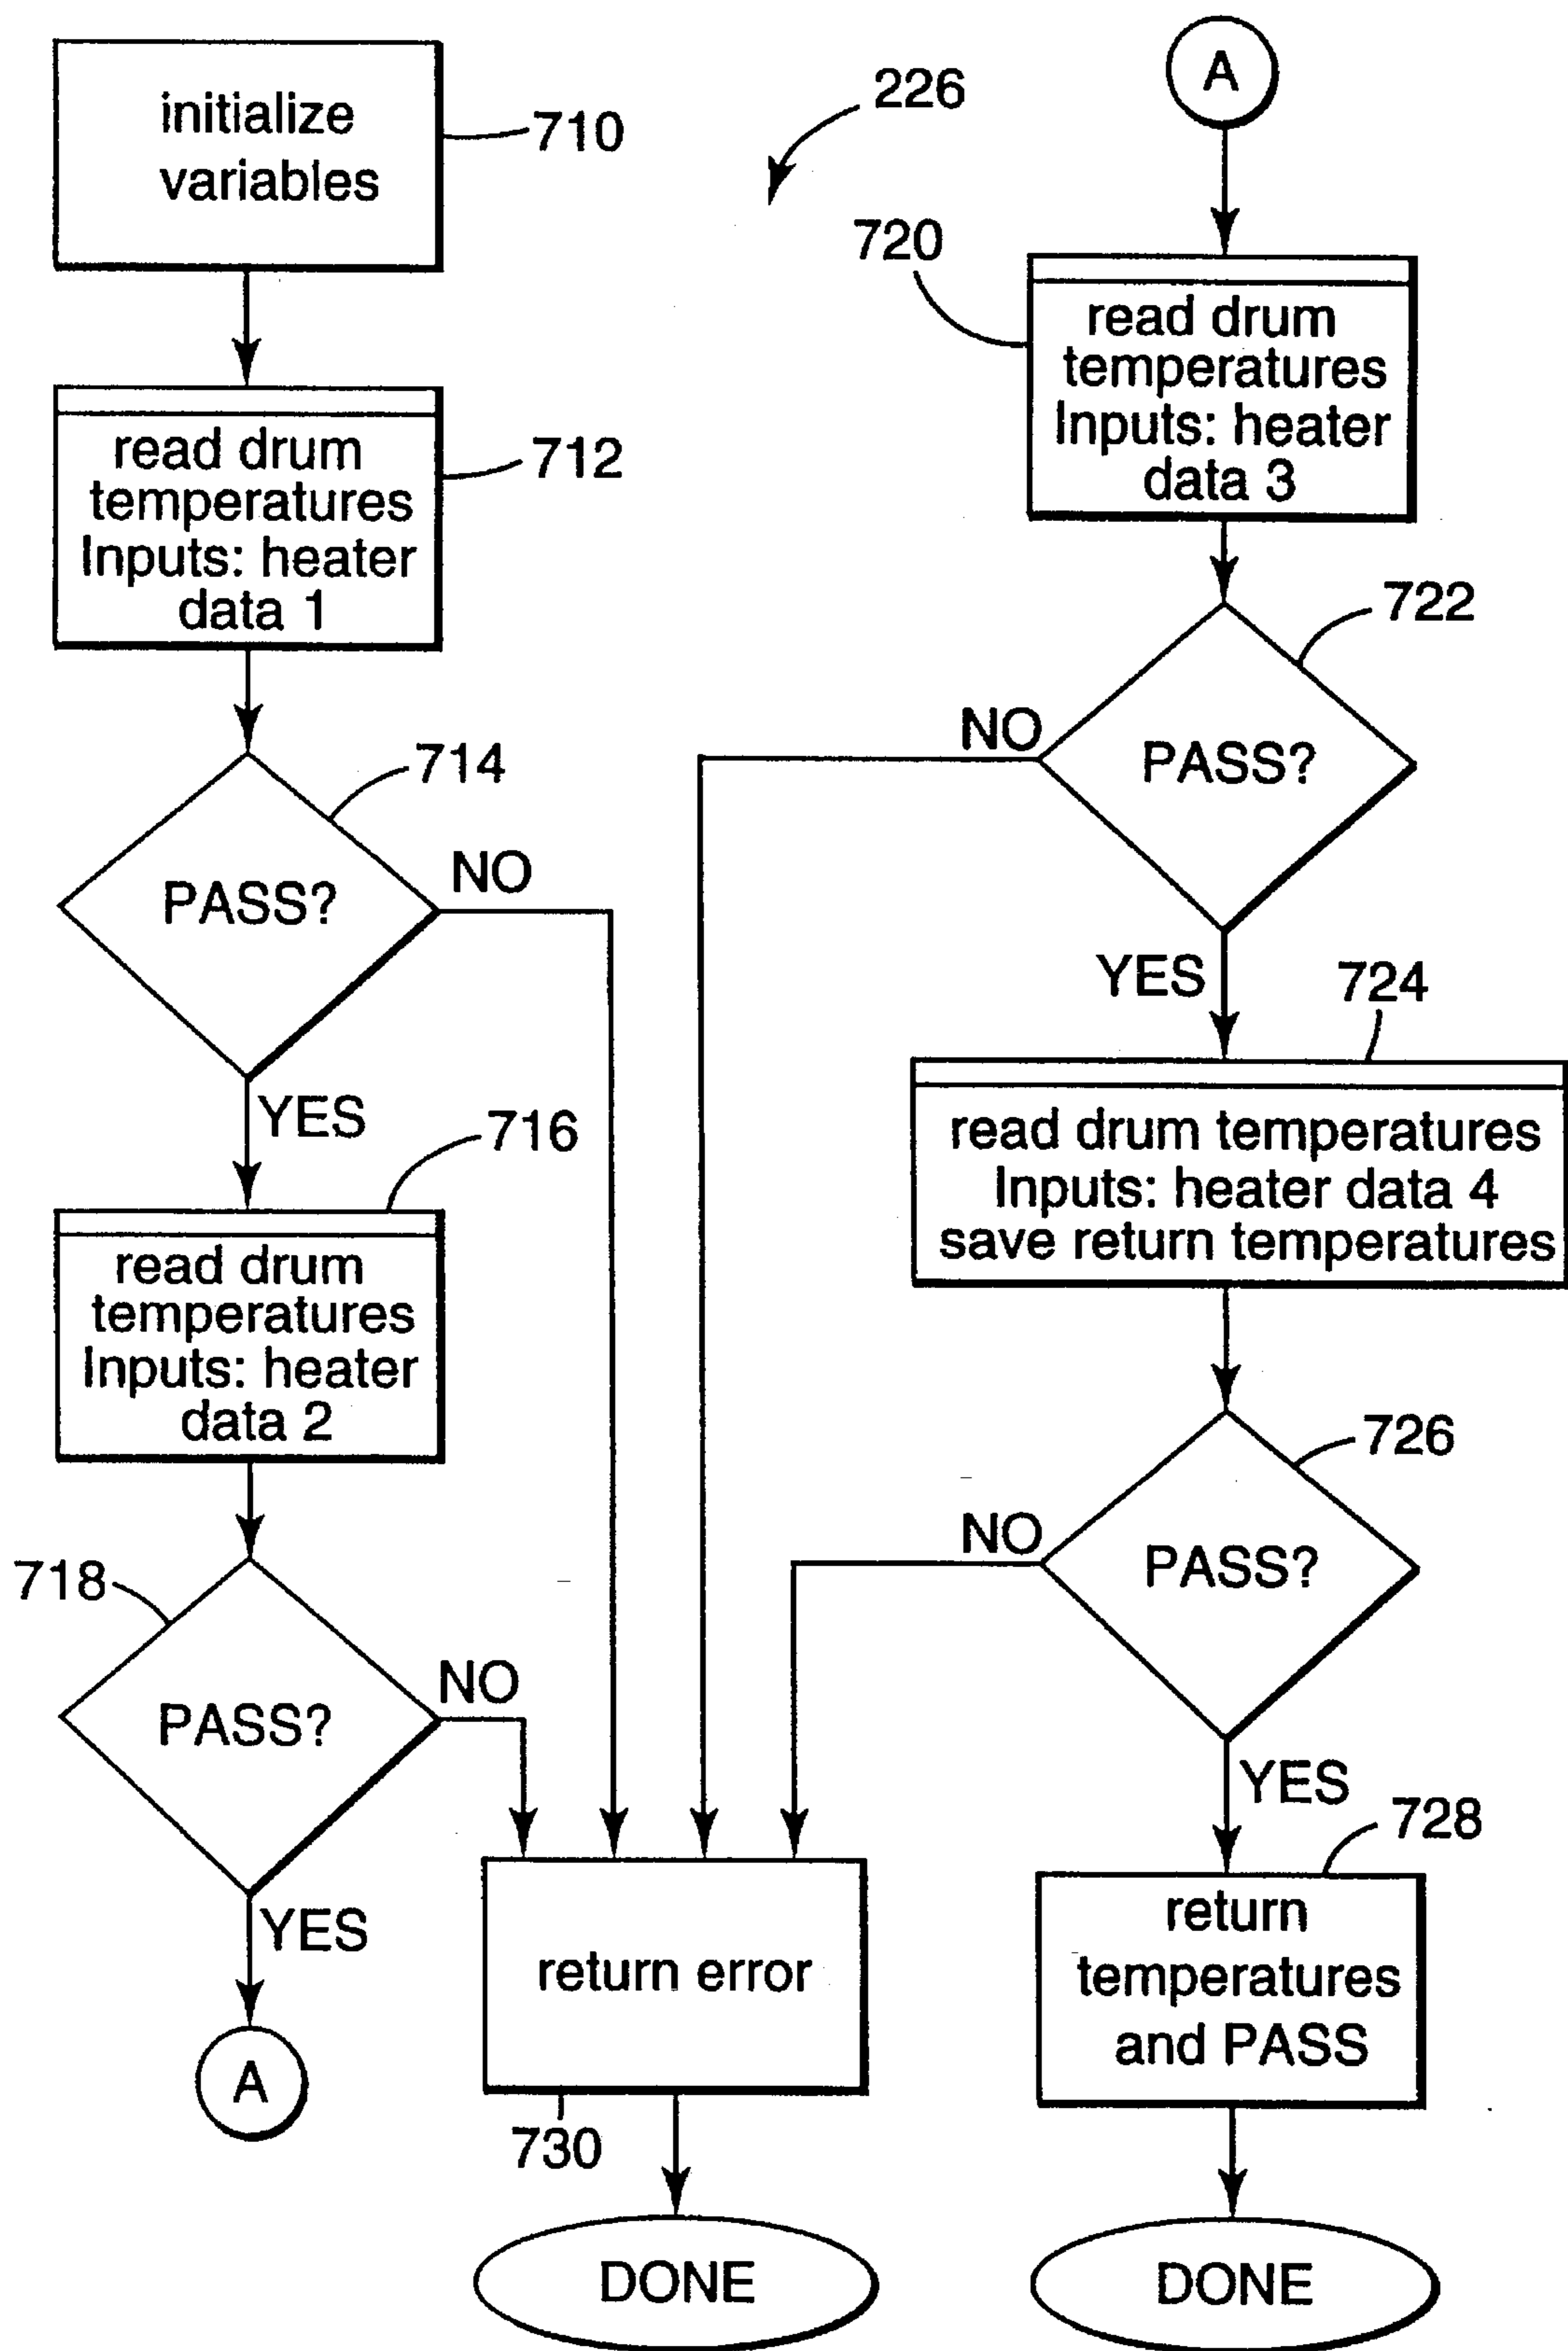 initialize
variables
710
read drum
temperatures
Inputs: heater
data 1
712
PASS?
714
NO
YES
read drum
temperatures
Inputs: heater
data 2
716
PASS?
718
NO
YES
A
226
A
read drum
temperatures
Inputs: heater
data 3
720
PASS?
722
NO
YES
read drum temperatures
Inputs: heater data 4
save return temperatures
724
PASS?
726
NO
YES
return
temperatures
and PASS
728
DONE
return error
730
DONE